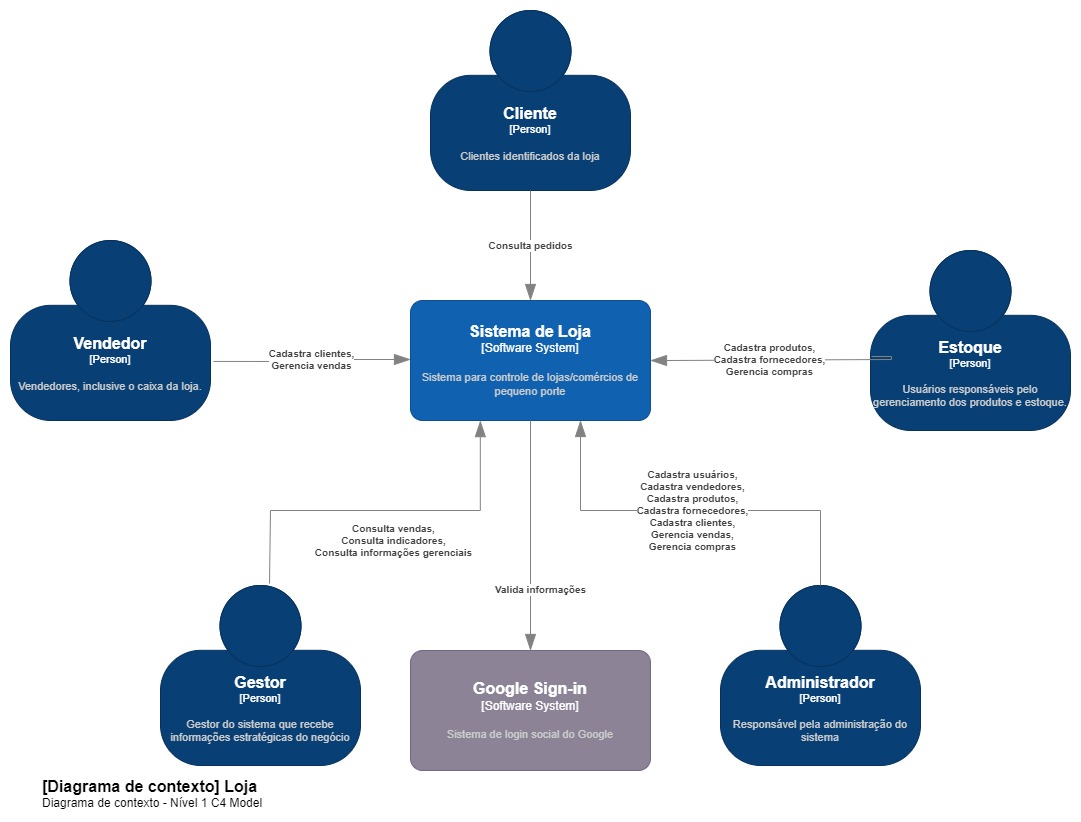 Cliente
[Person]
Clientes identificados da loja
Consulta pedidos
Vendedor
[Person]
Vendedores, inclusive o caixa da loja.
Cadastra clientes,
Gerencia vendas
Sistema de Loja
[Software System]
Sistema para controle de lojas/comércios de
pequeno porte
Cadastra produtos,
Cadastra fornecedores,
Gerencia compras
Estoque
[Person]
Usuários responsáveis pelo
gerenciamento dos produtos e estoque.
Consulta vendas,
Consulta indicadores,
Consulta informações gerenciais
Valida informações
Cadastra usuários,
Cadastra vendedores,
Cadastra produtos,
Cadastra fornecedores,
Cadastra clientes,
Gerencia vendas,
Gerencia compras
Gestor
[Person]
Gestor do sistema que recebe
informações estratégicas do negócio
Google Sign-in
[Software System]
Sistema de login social do Google
Administrador
[Person]
Responsável pela administração do
sistema
[Diagrama de contexto] Loja
Diagrama de contexto - Nível 1 C4 Model